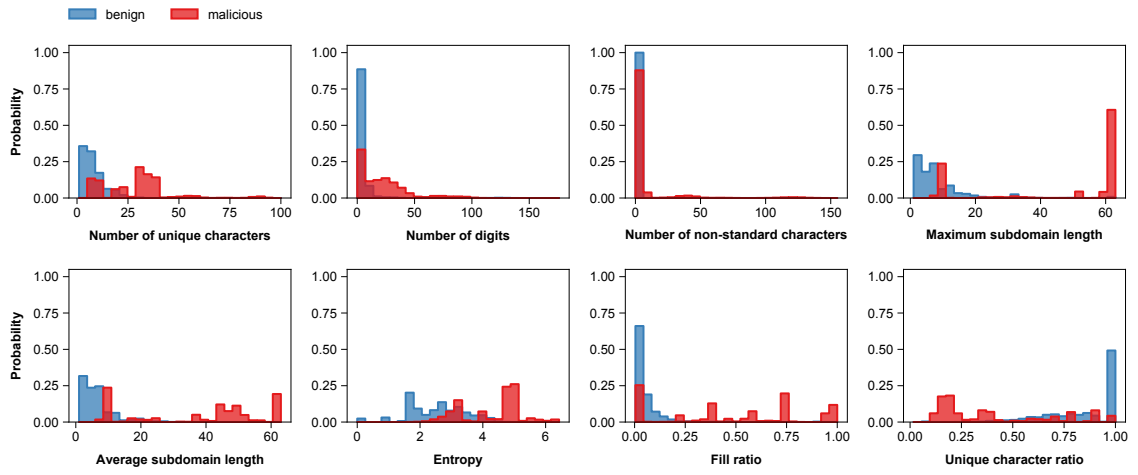 benign malicious
Probability
1.00
0.75
0.50
0.25
0.00
0 25 50 75 100
Number of unique characters
1.00
0.75
0.50
0.25
0.00
0 50 100 150
Number of digits
1.00
0.75
0.50
0.25
0.00
0 50 100 150
Number of non-standard characters
1.00
0.75
0.50
0.25
0.00
0 20 40 60
Maximum subdomain length
Probability
1.00
0.75
0.50
0.25
0.00
0 20 40 60
Average subdomain length
1.00
0.75
0.50
0.25
0.00
0 2 4 6
Entropy
1.00
0.75
0.50
0.25
0.00
0.00 0.25 0.50 0.75 1.00
Fill ratio
1.00
0.75
0.50
0.25
0.00
0.00 0.25 0.50 0.75 1.00
Unique character ratio